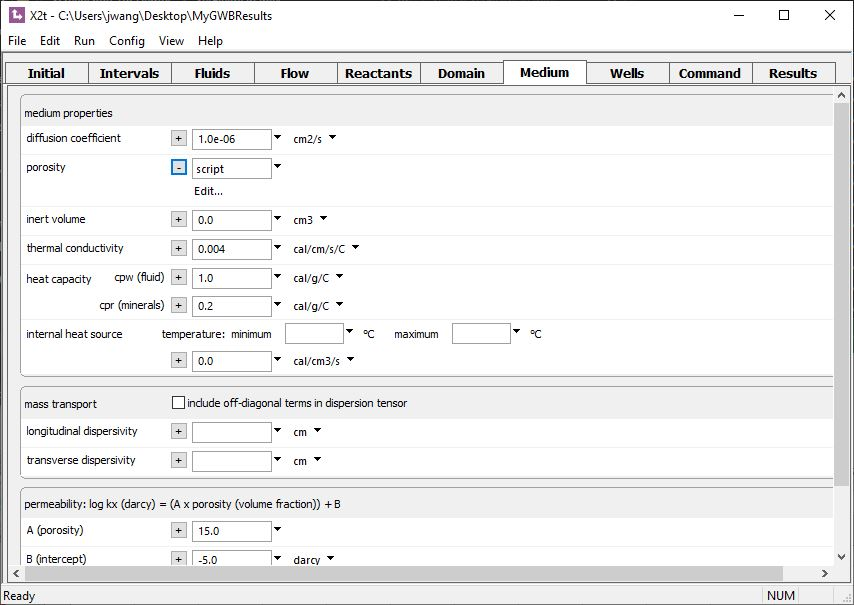 X2t - C:\Users\jwang\Desktop\MyGWBResults
File Edit Run Config View Help
Initial Intervals Fluids Flow Reactants Domain Medium Wells Command Results
medium properties
diffusion coefficient + 1.0e-06 cm2/s
porosity - script
Edit...
inert volume + 0.0 cm3
thermal conductivity + 0.004 cal/cm/s/C
heat capacity cpw (fluid) + 1.0 cal/g/C
cpr (minerals) + 0.2 cal/g/C
internal heat source temperature: minimum ºC maximum ºC
+ 0.0 cal/cm3/s
mass transport include off-diagonal terms in dispersion tensor
longitudinal dispersivity + cm
transverse dispersivity + cm
permeability: log kx (darcy) = (A x porosity (volume fraction)) + B
A (porosity) + 15.0
B (intercept) + -5.0 darcy
Ready NUM